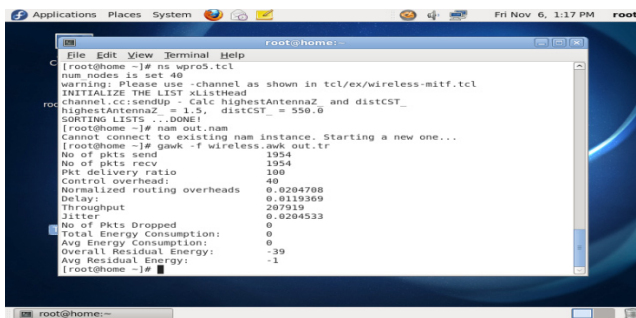 Applications Places System Fri Nov 6, 1:17 PM root
root@home:~
File Edit View Terminal Help
[root@home ~]# ns wpro5.tcl
num_nodes is set 40
warning: Please use -channel as shown in tcl/ex/wireless-mitf.tcl
INITIALIZE THE LIST xListHead
channel.cc:sendUp - Calc highestAntennaZ_ and distCST_
highestAntennaZ_ = 1.5, distCST_ = 550.0
SORTING LISTS ...DONE!
[root@home ~]# nam out.nam
Cannot connect to existing nam instance. Starting a new one...
[root@home ~]# gawk -f wireless.awk out.tr
No of pkts send 1954
No of pkts recv 1954
Pkt delivery ratio 100
Control overhead: 40
Normalized routing overheads 0.0204708
Delay: 0.0119369
Throughput 207919
Jitter 0.0204533
No of Pkts Dropped 0
Total Energy Consumption: 0
Avg Energy Consumption: 0
Overall Residual Energy: -39
Avg Residual Energy: -1
[root@home ~]#
root@home:~